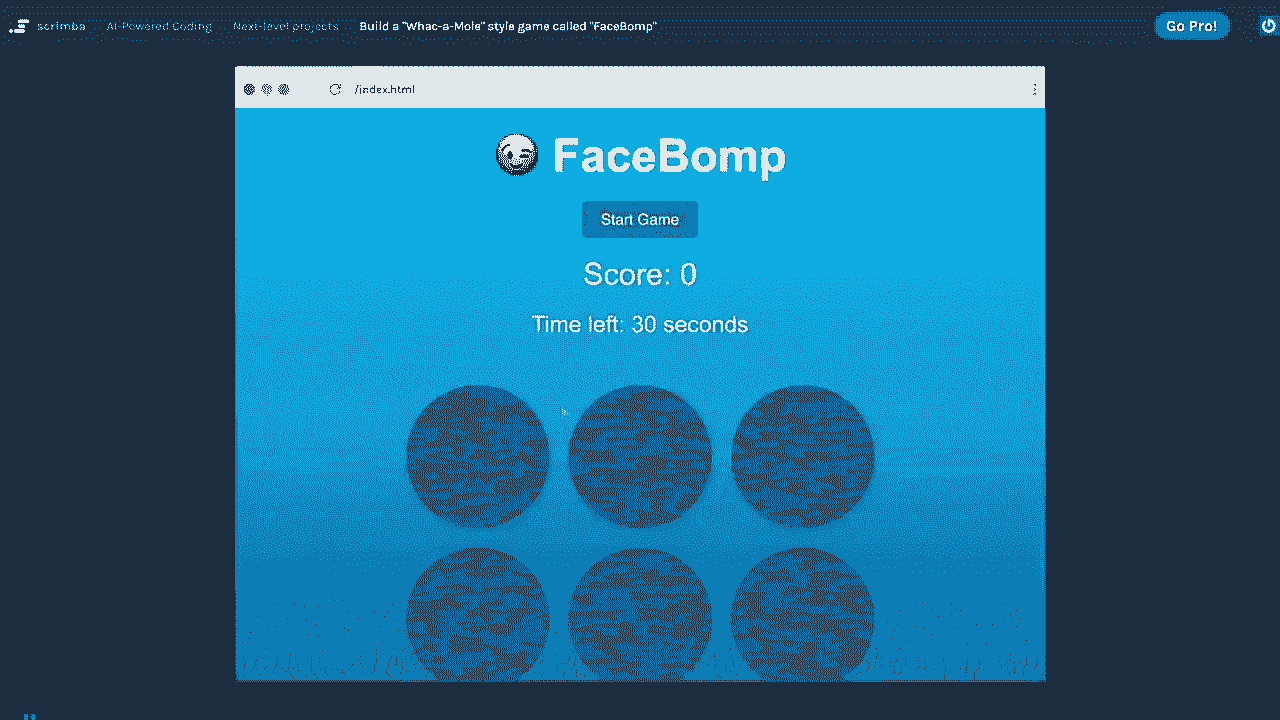 scrimba AI-Powered Coding Next-level projects Build a "Whac-a-Mole" style game called "FaceBomp" Go Pro!
/index.html
FaceBomp
Start Game
Score: 0
Time left: 30 seconds